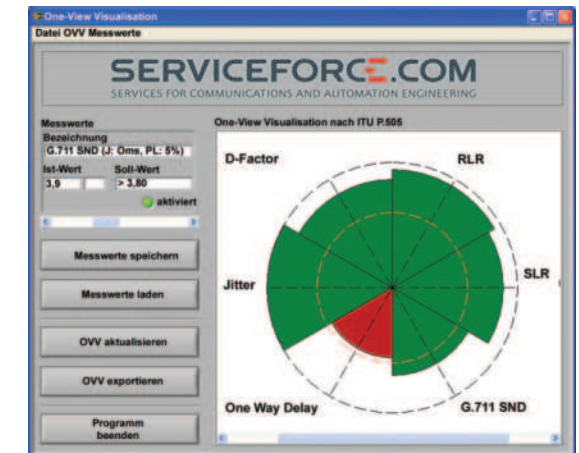 One-View Visualisation
Datei OVV Messwerte
SERVICEFORCE.COM
SERVICES FOR COMMUNICATIONS AND AUTOMATION ENGINEERING
Messwerte
Bezeichnung
G.711 SND (J: 0ms, PL: 5%)
Ist-Wert Soll-Wert
3,9 > 3,80
aktiviert
Messwerte speichern
Messwerte laden
OVV aktualisieren
OVV exportieren
Programm
beenden
One-View Visualisation nach ITU P.505
D-Factor
RLR
Jitter
SLR
One Way Delay
G.711 SND